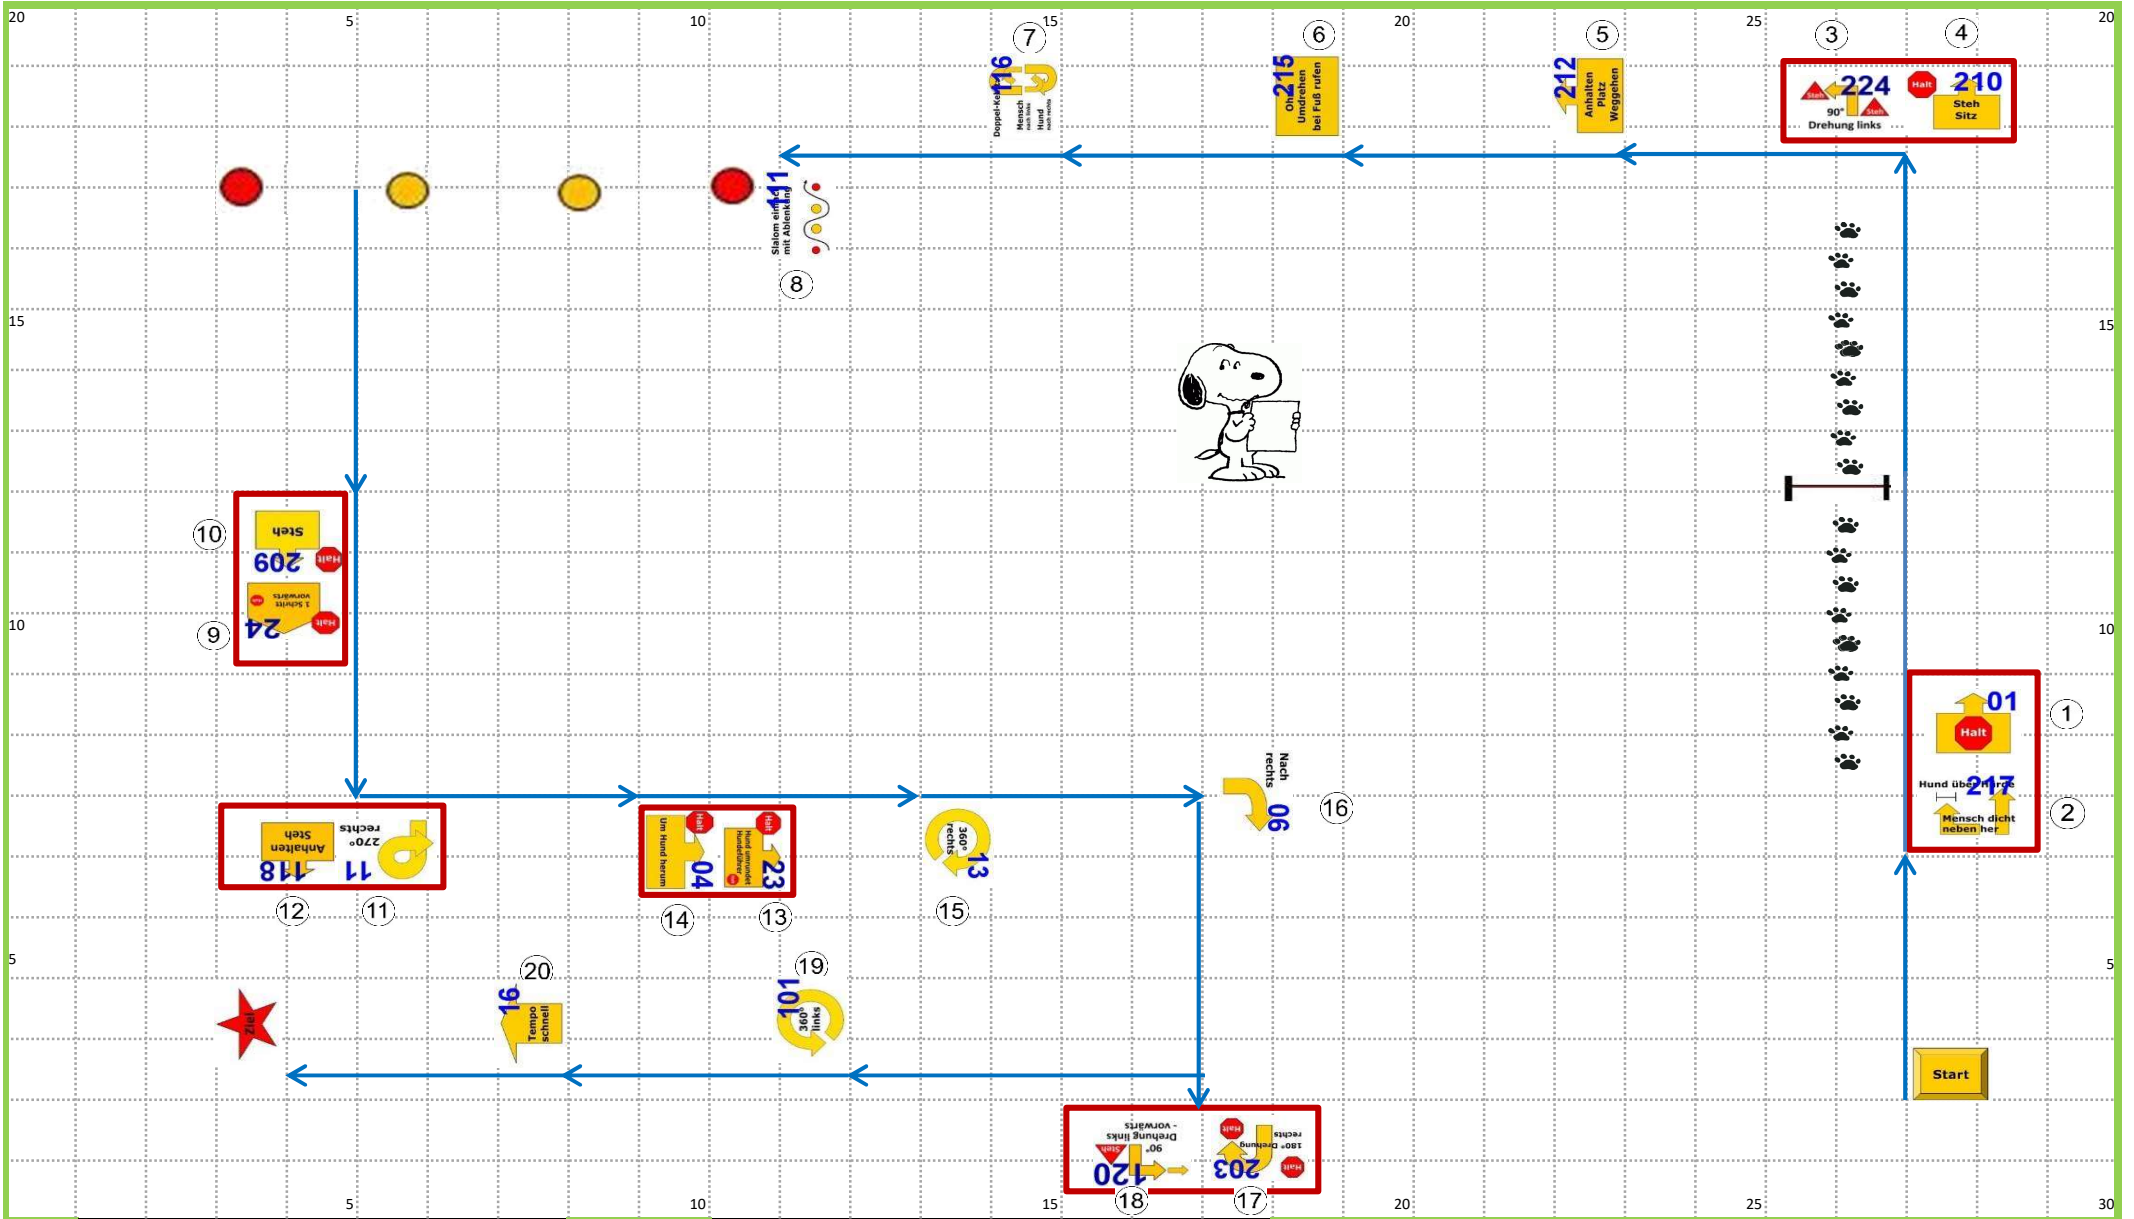 20
5
10
15
20
25
20
7
6
5
3
4
116
Doppel-Kehrt
Mensch
nach links
Hund
nach rechts
215
Ohne
Umdrehen
bei Fuß rufen
212
Anhalten
Platz
Weggehen
Steh
224
90°
Steh
Drehung links
Halt
210
Steh
Sitz
111
Slalom einfach
mit Ablenkung
8
15
15
10
Steh
209
Halt
1 Schritt
vorwärts
Halt
24
9
10
10
01
Halt
1
Hund über Hürde
217
Mensch dicht
neben her
2
Nach
rechts
06
16
Anhalten
Steh
118
270°
rechts
11
12
11
Halt
Um Hund herum
04
Halt
Hund umrundet
Hundeführer
23
14
13
360°
rechts
13
15
5
5
20
19
Ziel
16
Tempo
schnell
101
360°
links
Start
90°
Drehung links
- vorwärts
Steh
120
Halt
180° Drehung
rechts
203
Halt
18
17
5
10
15
20
25
30